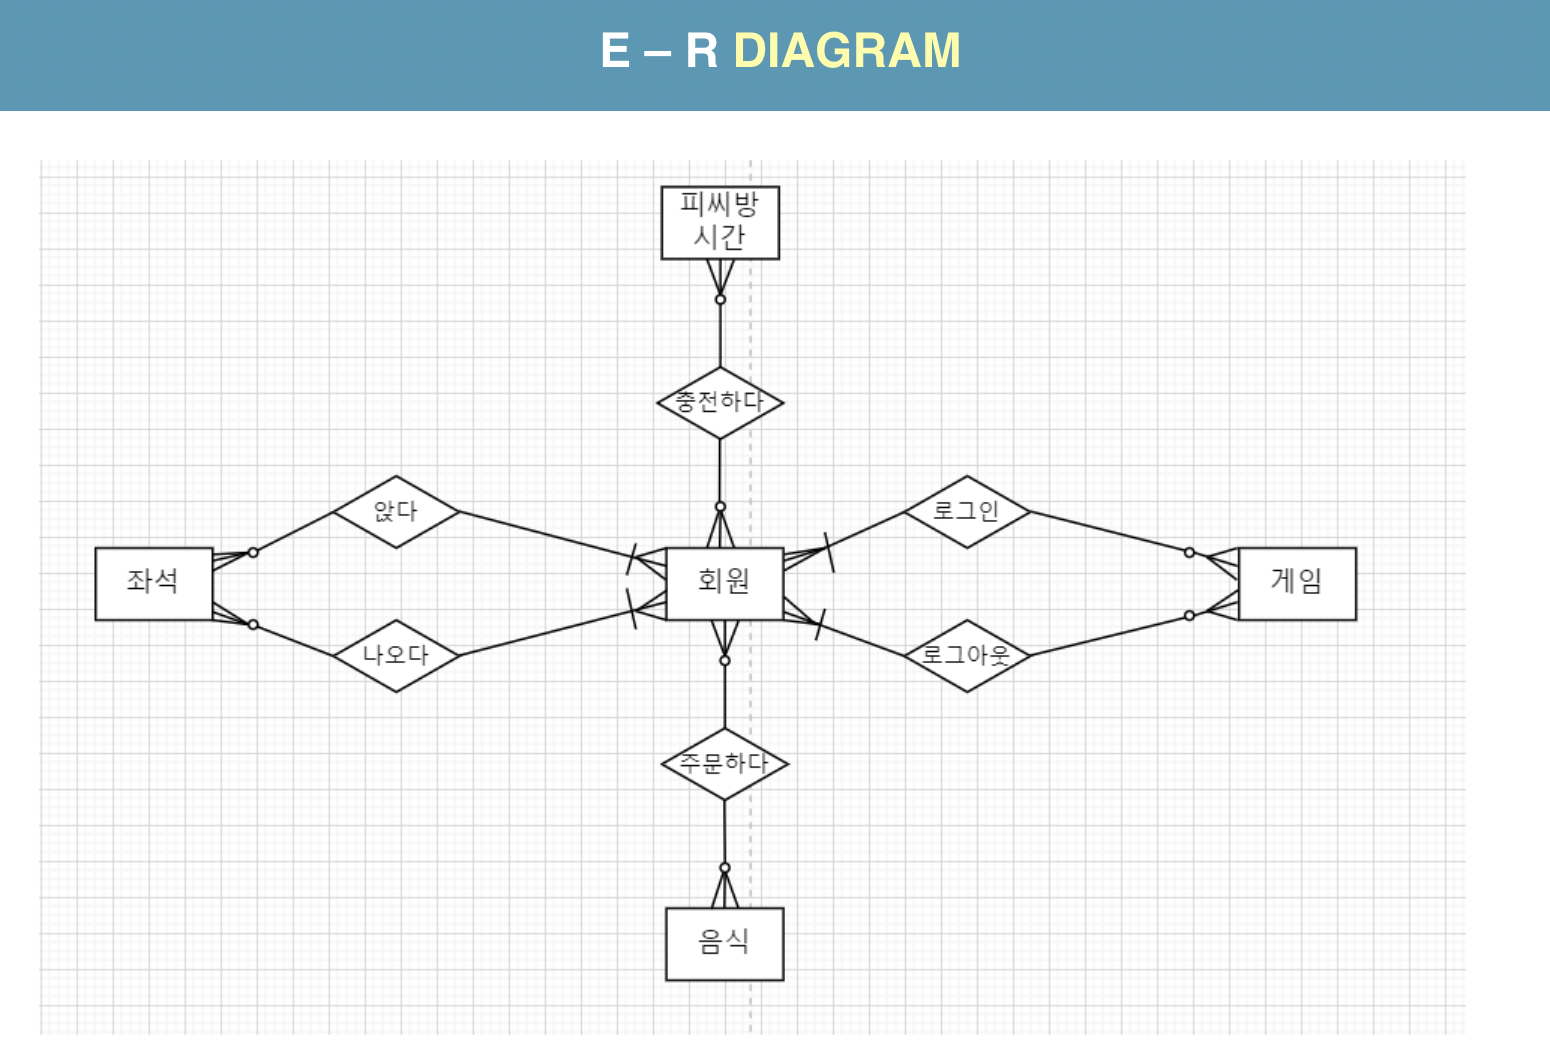 E – R DIAGRAM
피씨방
시간
충전하다
앉다
로그인
좌석
회원
게임
나오다
로그아웃
주문하다
음식